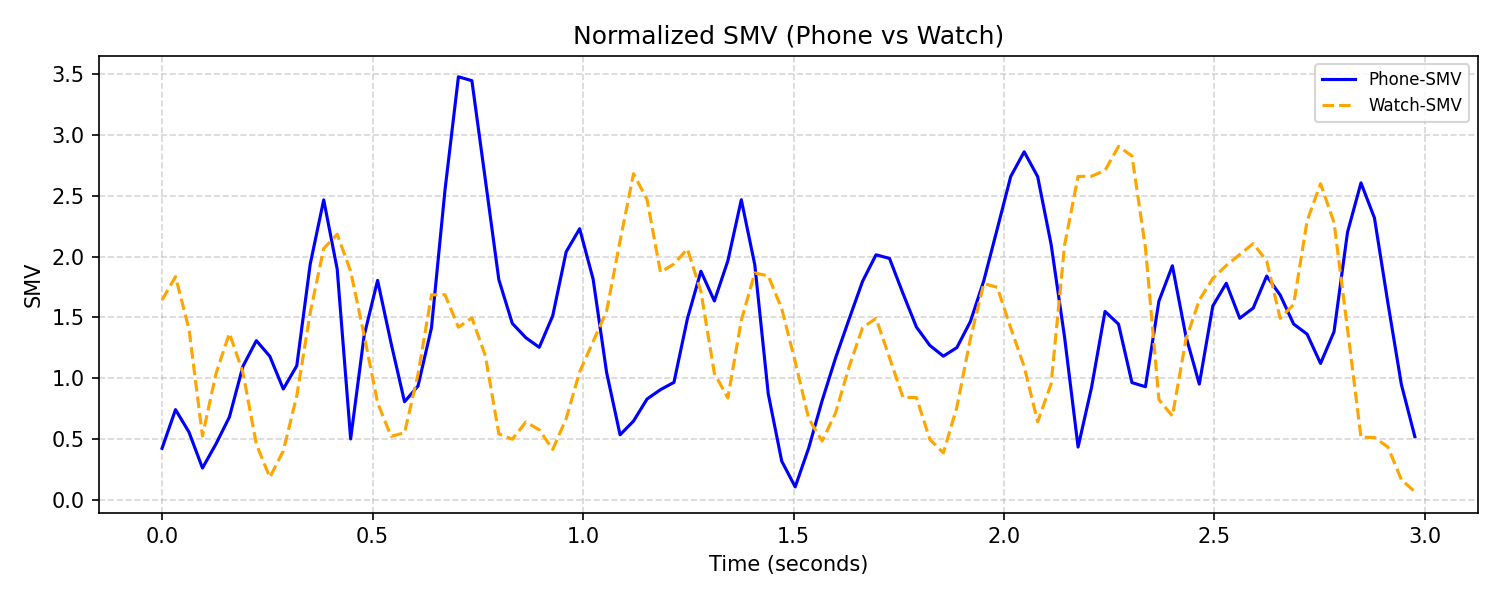 Normalized SMV (Phone vs Watch)
Phone-SMV
Watch-SMV
SMV
3.5
3.0
2.5
2.0
1.5
1.0
0.5
0.0
0.0 0.5 1.0 1.5 2.0 2.5 3.0
Time (seconds)